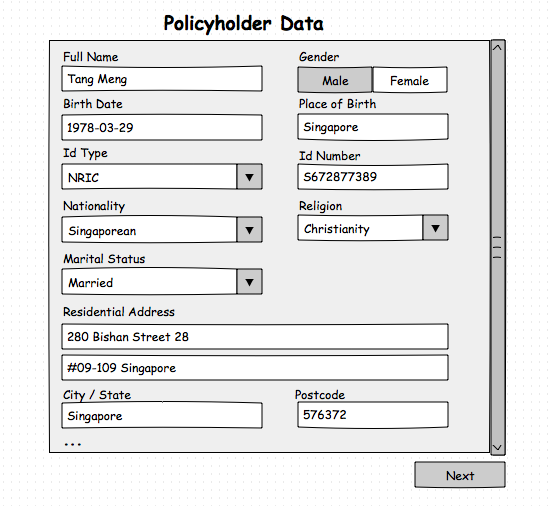 Policyholder Data
Full Name Gender
Tang Meng Male Female
Birth Date Place of Birth
1978-03-29 Singapore
Id Type Id Number
NRIC S672877389
Nationality Religion
Singaporean Christianity
Marital Status
Married
Residential Address
280 Bishan Street 28
#09-109 Singapore
City / State Postcode
Singapore 576372
...
Next